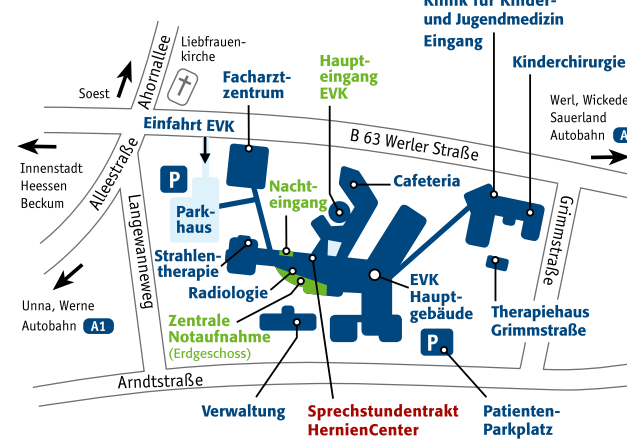 Klinik für Kinder-
und Jugendmedizin
Eingang
Kinderchirurgie
Liebfrauen-
kirche
Ahornallee
Haupt-
eingang
EVK
Facharzt-
zentrum
Soest
Werl, Wickede
Sauerland
Autobahn A
Einfahrt EVK
B 63 Werler Straße
Innenstadt
Heessen
Beckum
Alleestraße
P
Park-
haus
Nacht-
eingang
Cafeteria
Langewanneweg
Grimmstraße
Strahlen-
therapie
Radiologie
EVK
Haupt-
gebäude
Unna, Werne
Autobahn A1
Zentrale
Notaufnahme
(Erdgeschoss)
Therapiehaus
Grimmstraße
P
Arndtstraße
Verwaltung
Sprechstundentrakt
HernienCenter
Patienten-
Parkplatz